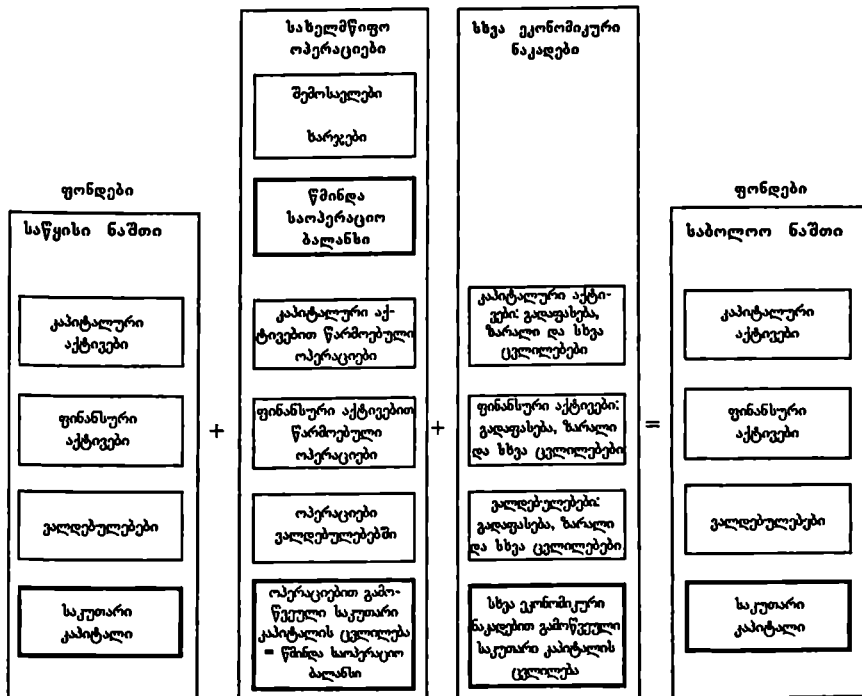 სახელმწიფო
ოპერაციები
შემოსავლები
ხარჯები
წმინდა
საოპერაციო
ბალანსი
სხვა ეკონომიკური
ნაკადები
ფონდები
საწყისი ნაშთი
კაპიტალური
აქტივები
ფინანსური
აქტივები
ვალდებულებები
საკუთარი
კაპიტალი
+
კაპიტალური აქ-
ტივებით წარმოებული
ოპერაციები
ფინანსური აქტივებით
წარმოებული
ოპერაციები
ოპერაციები
ვალდებულებებში
ოპერაციებით გამო-
წვეული საკუთარი
კაპიტალის ცვლილება
= წმინდა საოპერაციო
ბალანსი
+
კაპიტალური აქტი-
ვები: გადაფასება,
ზარალი და სხვა
ცვლილებები
ფინანსური აქტივები:
გადაფასება, ზარალი
და სხვა ცვლილებები
ვალდებულებები:
გადაფასება, ზარალი
და სხვა ცვლილებები
სხვა ეკონომიკური
ნაკადებით გამოწვეული
საკუთარი კაპიტალის
ცვლილება
=
ფონდები
საბოლოო ნაშთი
კაპიტალური
აქტივები
ფინანსური
აქტივები
ვალდებულებები
საკუთარი
კაპიტალი